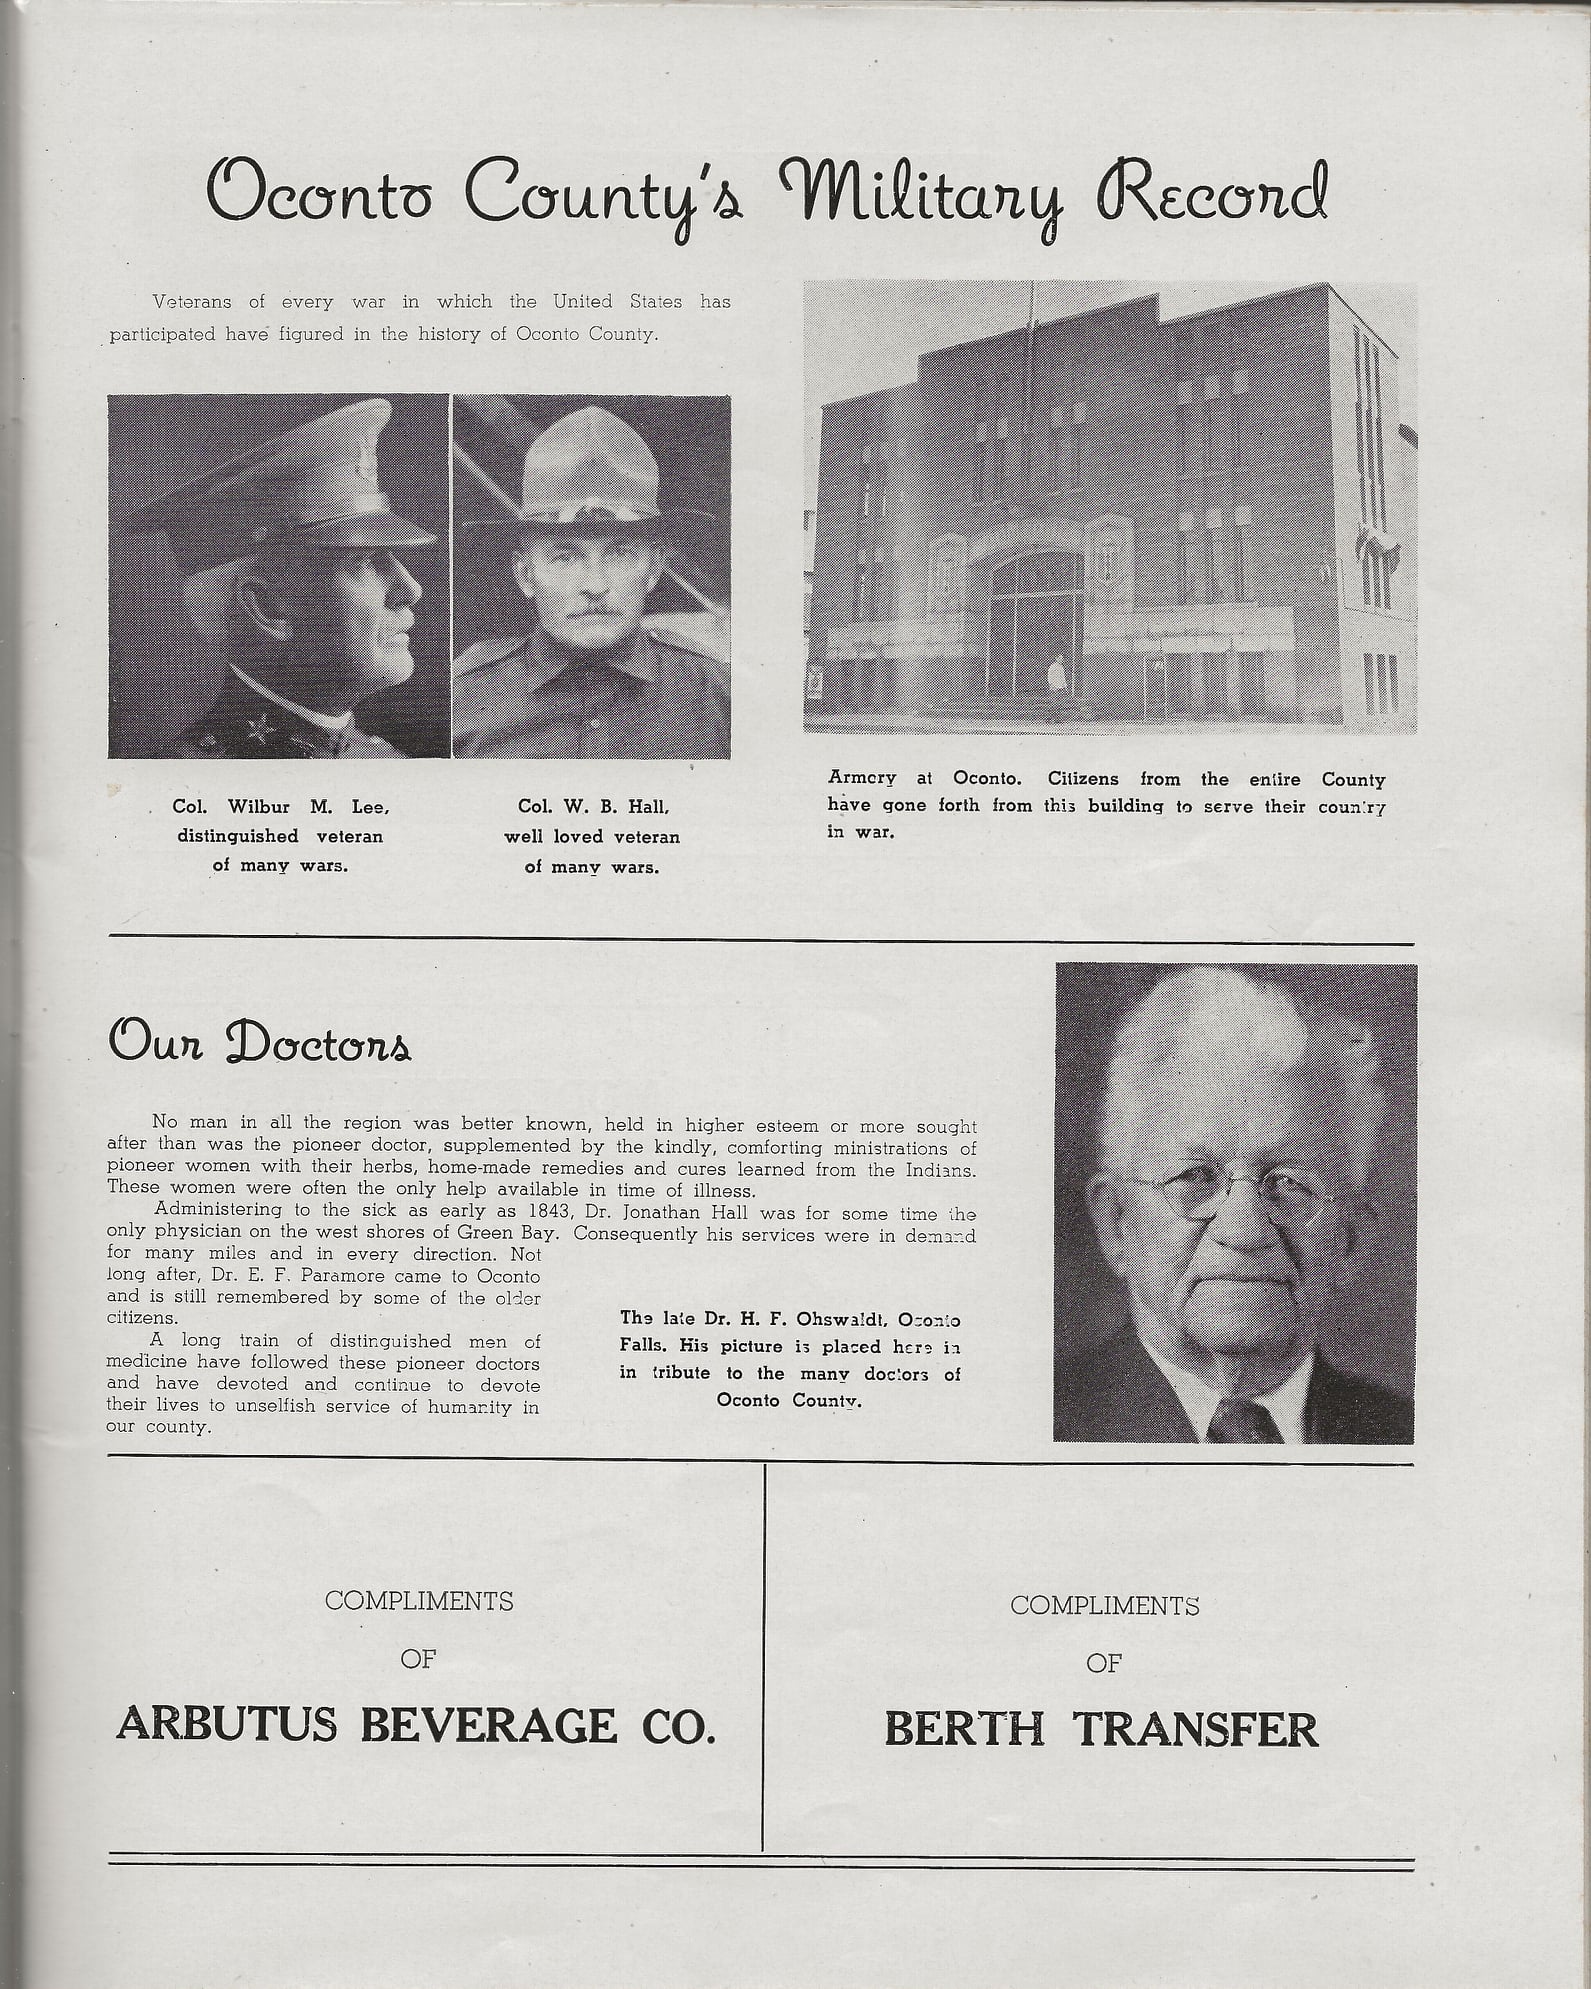 Oconto County's Military Record
Veterans of every war in which the United States has
participated have figured in the history of Oconto County.
Col. Wilbur M. Lee,
distinguished veteran
of many wars.
Col. W. B. Hall,
well loved veteran
of many wars.
Armory at Oconto. Citizens from the entire County
have gone forth from this building to serve their country
in war.
Our Doctors
No man in all the region was better known, held in higher esteem or more sought
after than was the pioneer doctor, supplemented by the kindly, comforting ministrations of
pioneer women with their herbs, home-made remedies and cures learned from the Indians.
These women were often the only help available in time of illness.
Administering to the sick as early as 1843, Dr. Jonathan Hall was for some time the
only physician on the west shores of Green Bay. Consequently his services were in demand
for many miles and in every direction. Not
long after, Dr. E. F. Paramore came to Oconto
and is still remembered by some of the older
citizens.
A long train of distinguished men of
medicine have followed these pioneer doctors
and have devoted and continue to devote
their lives to unselfish service of humanity in
our county.
The late Dr. H. F. Ohswaldt, Oconto
Falls. His picture is placed here in
in tribute to the many doctors of
Oconto County.
COMPLIMENTS
OF
ARBUTUS BEVERAGE CO.
COMPLIMENTS
OF
BERTH TRANSFER